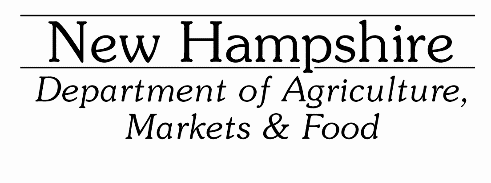 New Hampshire
Department of Agriculture,
Markets & Food